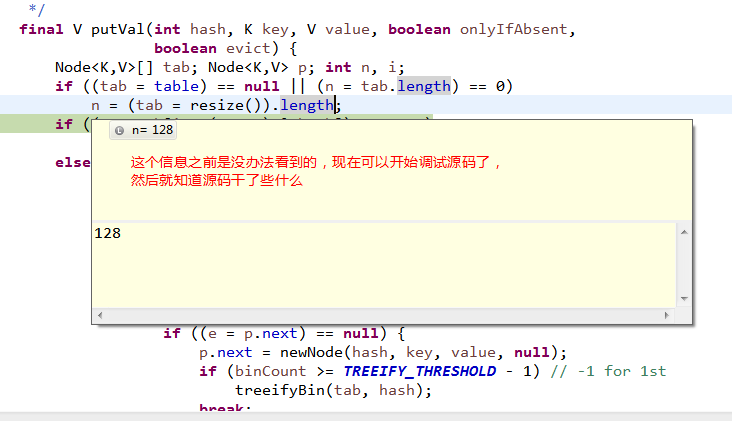 */
final V putVal(int hash, K key, V value, boolean onlyIfAbsent,
boolean evict) {
Node<K,V>[] tab; Node<K,V> p; int n, i;
if ((tab = table) == null || (n = tab.length) == 0)
n = (tab = resize()).length;
if (
n= 128
else
这个信息之前是没办法看到的，现在可以开始调试源码了，
然后就知道源码干了些什么
128
if ((e = p.next) == null) {
p.next = newNode(hash, key, value, null);
if (binCount >= TREEIFY_THRESHOLD - 1) // -1 for 1st
treeifyBin(tab, hash);
break;